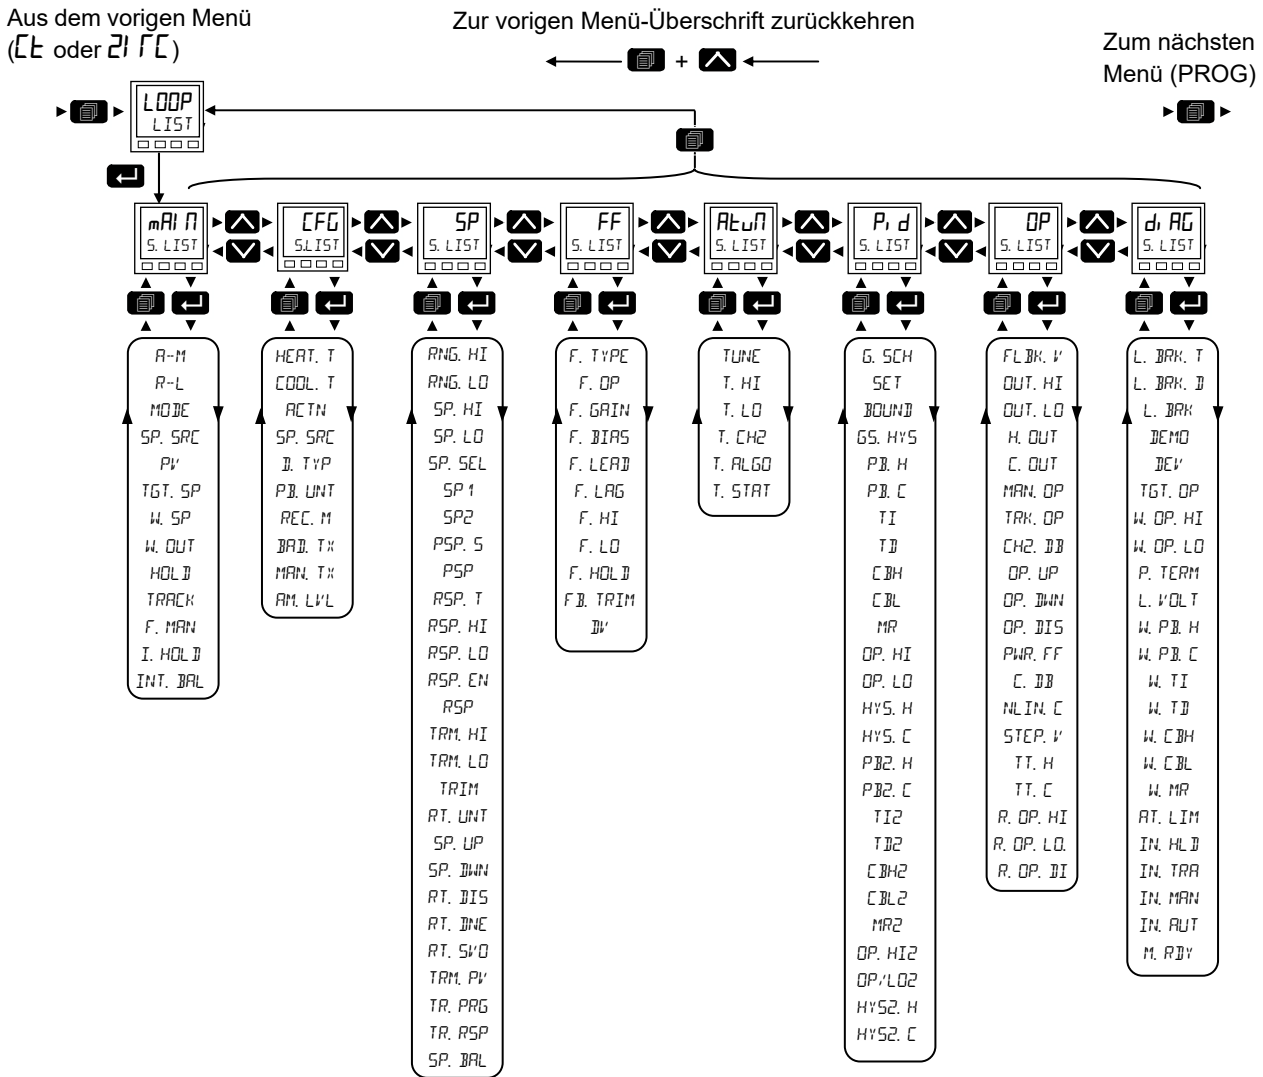 Aus dem vorigen Menü
(Ct oder 21 TC)
Zur vorigen Menü-Überschrift zurückkehren
+
Zum nächsten
Menü (PROG)
LOOP
LIST
mAIN
S. LIST
CFG
S.LIST
SP
S. LIST
FF
S. LIST
AtuN
S. LIST
Pid
S. LIST
OP
S. LIST
diAG
S. LIST
A-M
R-L
MODE
SP. SRC
PV
TGT. SP
W. SP
W. OUT
HOLD
TRACK
F. MAN
I. HOLD
INT. BAL
HEAT. T
COOL. T
ACTN
SP. SRC
D. TYP
PB. UNT
REC. M
BAD. TX
MAN. TX
AM. LVL
RNG. HI
RNG. LO
SP. HI
SP. LO
SP. SEL
SP1
SP2
PSP. S
PSP
RSP. T
RSP. HI
RSP. LO
RSP. EN
RSP
TRM. HI
TRM. LO
TRIM
RT. UNT
SP. UP
SP. DWN
RT. DIS
RT. DNE
RT. SVO
TRM. PV
TR. PRG
TR. RSP
SP. BAL
F. TYPE
F. OP
F. GAIN
F. BIAS
F. LEAD
F. LAG
F. HI
F. LO
F. HOLD
FB. TRIM
DV
TUNE
T. HI
T. LO
T. CH2
T. ALGO
T. STAT
G. SCH
SET
BOUND
GS. HYS
PB. H
PB. C
TI
TD
CBH
CBL
MR
OP. HI
OP. LO
HYS. H
HYS. C
PB2. H
PB2. C
TI2
TD2
CBH2
CBL2
MR2
OP. HI2
OP/LO2
HYS2. H
HYS2. C
FLBK. V
OUT. HI
OUT. LO
H. OUT
C. OUT
MAN. OP
TRK. OP
CH2. DB
OP. UP
OP. DWN
OP. DIS
PWR. FF
C. DB
NLIN. C
STEP. V
TT. H
TT. C
R. OP. HI
R. OP. LO.
R. OP. DI
L. BRK. T
L. BRK. D
L. BRK
DEMO
DEV
TGT. OP
W. OP. HI
W. OP. LO
P. TERM
L. VOLT
W. PB. H
W. PB. C
W. TI
W. TD
W. CBH
W. CBL
W. MR
AT. LIM
IN. HLD
IN. TRA
IN. MAN
IN. AUT
M. RDY